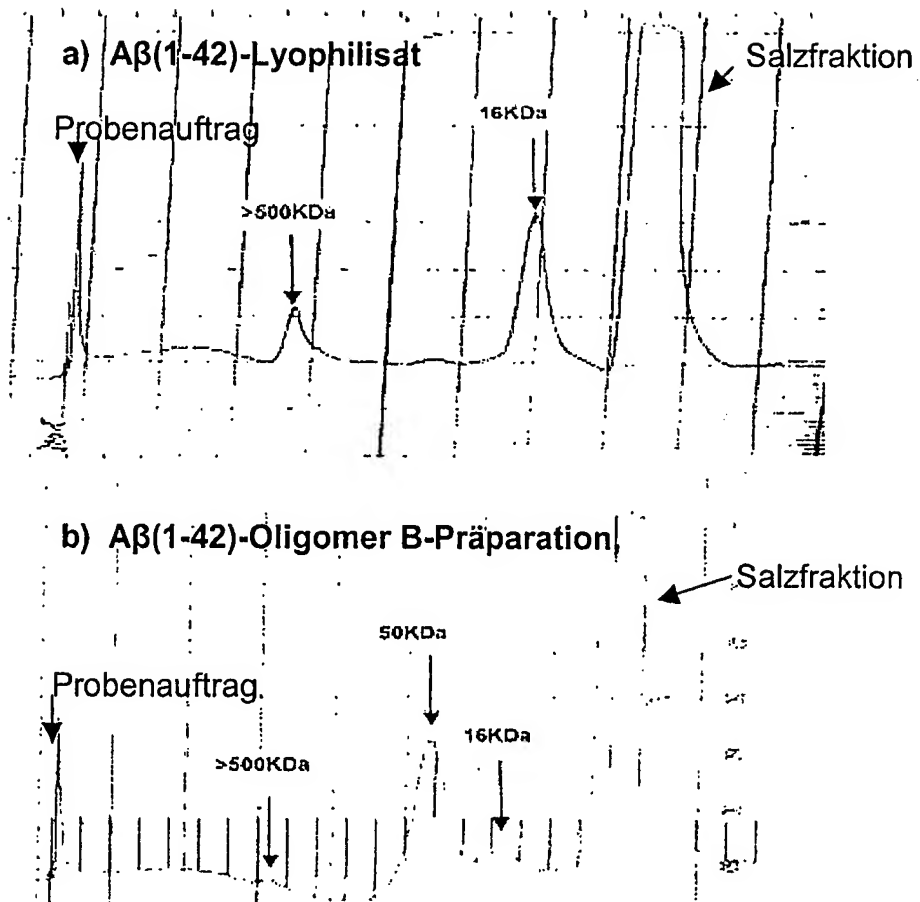 a) Aβ(1-42)-Lyophilisat
Salzfraktion
Probenauftrag
16KDa
>500KDa
b) Aβ(1-42)-Oligomer B-Präparation
Salzfraktion
50KDa
Probenauftrag
16KDa
>500KDa